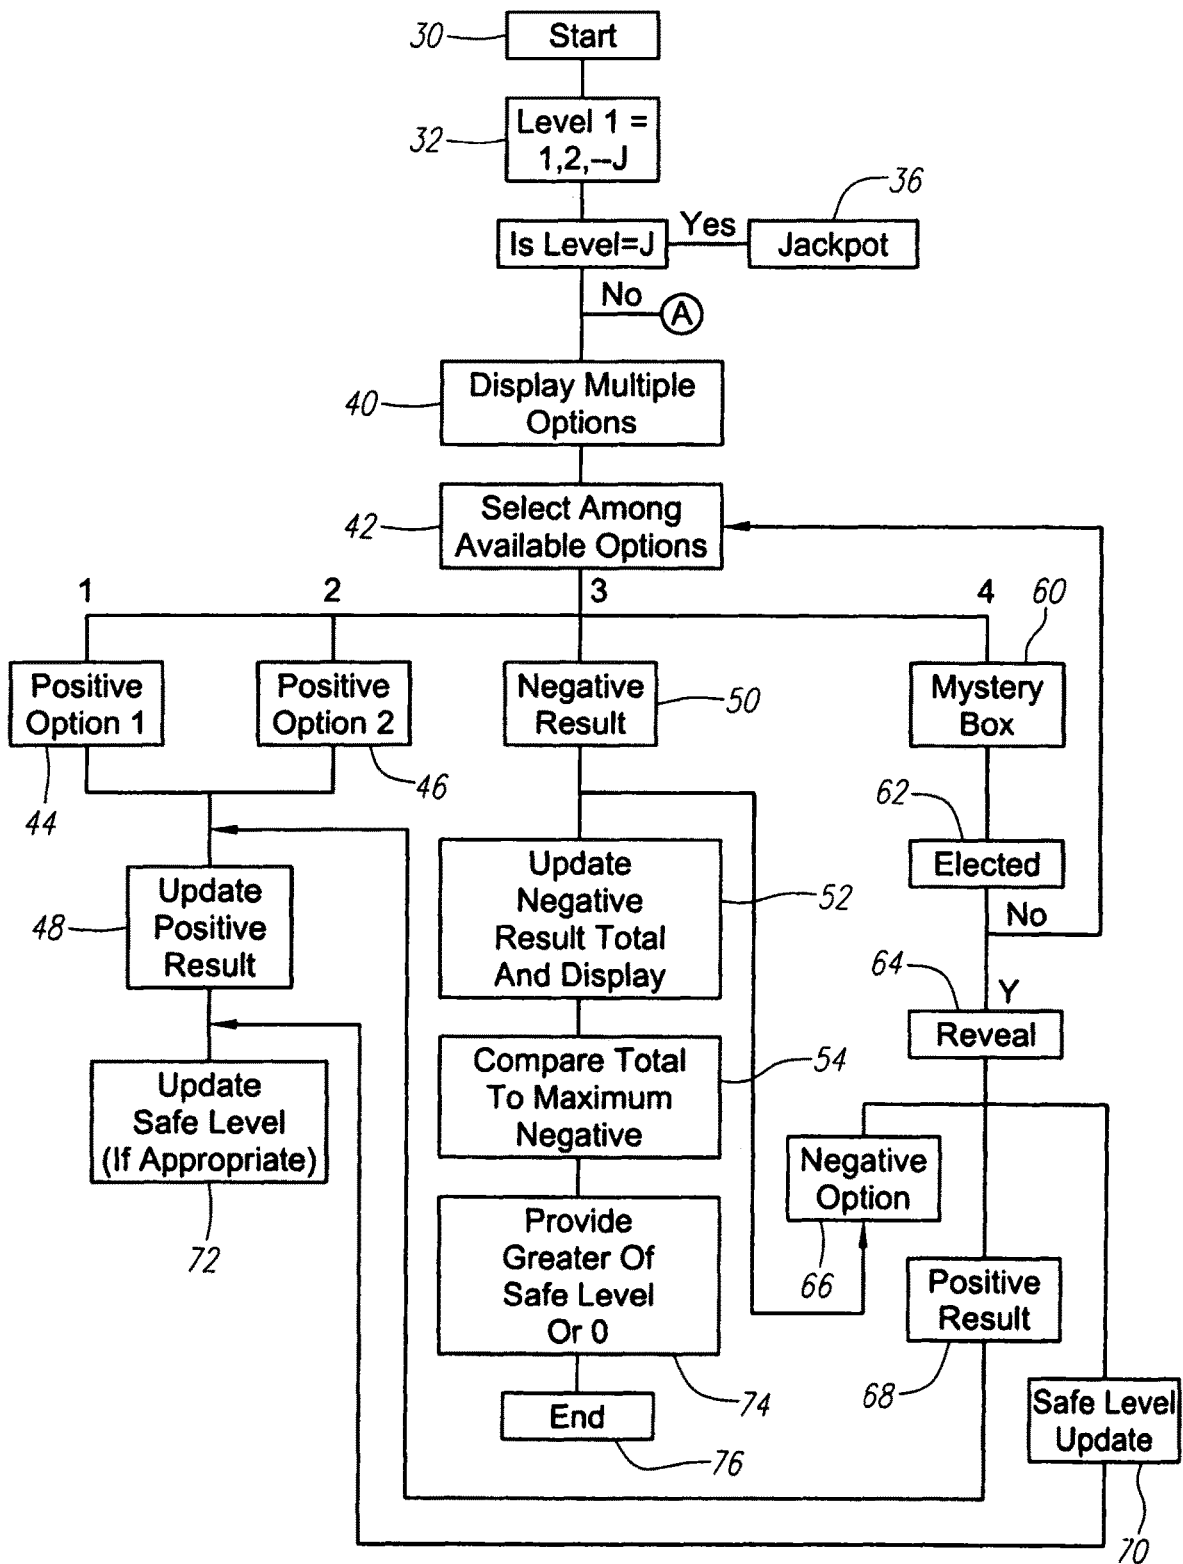 30
Start
32
Level 1 =
1,2,–J
36
Is Level=J
Yes
Jackpot
No
A
40
Display Multiple
Options
42
Select Among
Available Options
1
2
3
4
60
Positive
Option 1
Positive
Option 2
Negative
Result
50
Mystery
Box
44
46
62
Elected
No
48
Update
Positive
Result
Update
Negative
Result Total
And Display
52
64
Y
Reveal
Update
Safe Level
(If Appropriate)
72
Compare Total
To Maximum
Negative
54
Negative
Option
66
Provide
Greater Of
Safe Level
Or 0
74
Positive
Result
68
End
76
Safe Level
Update
70